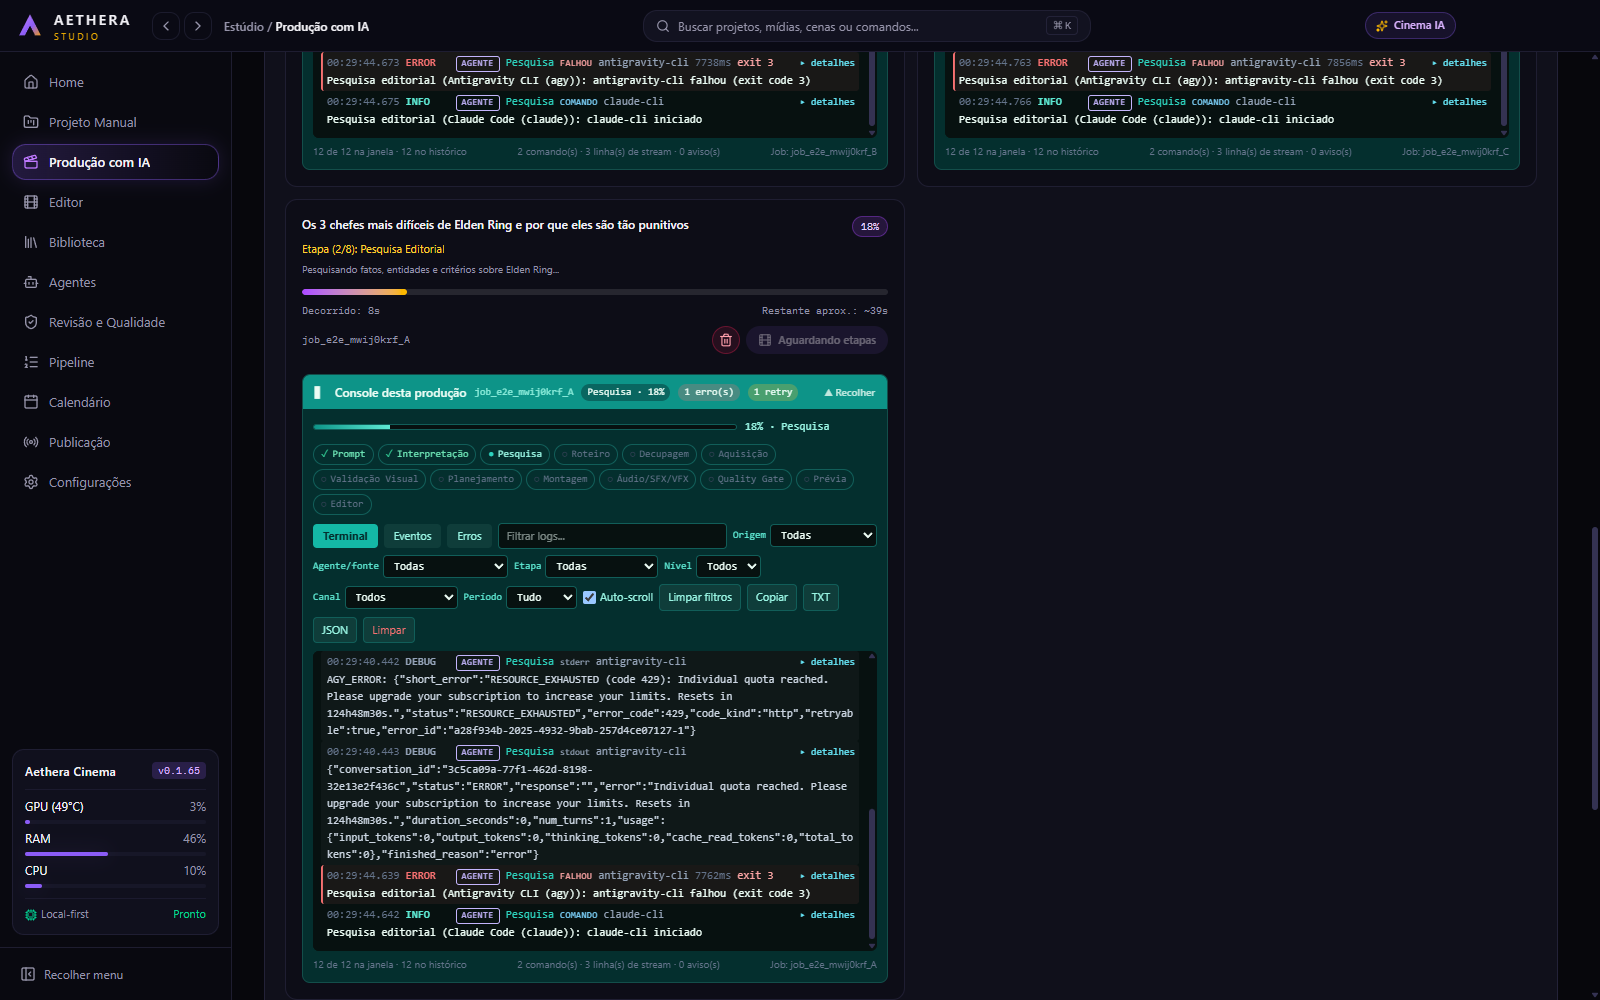 AETHERA
STUDIO
Estúdio / Produção com IA
Buscar projetos, mídias, cenas ou comandos...
⌘ K
Cinema IA
Home
Projeto Manual
Produção com IA
Editor
Biblioteca
Agentes
Revisão e Qualidade
Pipeline
Calendário
Publicação
Configurações
Aethera Cinema v0.1.65
GPU (49°C) 3%
RAM 46%
CPU 10%
Local-first Pronto
Recolher menu
00:29:44.673 ERROR AGENTE Pesquisa FALHOU antigravity-cli 7738ms exit 3 ▸ detalhes
Pesquisa editorial (Antigravity CLI (agy)): antigravity-cli falhou (exit code 3)
00:29:44.675 INFO AGENTE Pesquisa COMANDO claude-cli ▸ detalhes
Pesquisa editorial (Claude Code (claude)): claude-cli iniciado
12 de 12 na janela · 12 no histórico 2 comando(s) · 3 linha(s) de stream · 0 aviso(s) Job: job_e2e_mwij0krf_B
00:29:44.763 ERROR AGENTE Pesquisa FALHOU antigravity-cli 7856ms exit 3 ▸ detalhes
Pesquisa editorial (Antigravity CLI (agy)): antigravity-cli falhou (exit code 3)
00:29:44.766 INFO AGENTE Pesquisa COMANDO claude-cli ▸ detalhes
Pesquisa editorial (Claude Code (claude)): claude-cli iniciado
12 de 12 na janela · 12 no histórico 2 comando(s) · 3 linha(s) de stream · 0 aviso(s) Job: job_e2e_mwij0krf_C
Os 3 chefes mais difíceis de Elden Ring e por que eles são tão punitivos 18%
Etapa (2/8): Pesquisa Editorial
Pesquisando fatos, entidades e critérios sobre Elden Ring...
Decorrido: 8s Restante aprox.: ~39s
job_e2e_mwij0krf_A Aguardando etapas
Console desta produção job_e2e_mwij0krf_A Pesquisa · 18% 1 erro(s) 1 retry ▲ Recolher
18% · Pesquisa
✓ Prompt ✓ Interpretação ● Pesquisa ○ Roteiro ○ Decupagem ○ Aquisição
○ Validação Visual ○ Planejamento ○ Montagem ○ Áudio/SFX/VFX ○ Quality Gate ○ Prévia
○ Editor
Terminal Eventos Erros Filtrar logs... Origem Todas
Agente/fonte Todas Etapa Todas Nível Todos
Canal Todos Período Tudo Auto-scroll Limpar filtros Copiar TXT
JSON Limpar
00:29:40.442 DEBUG AGENTE Pesquisa stderr antigravity-cli ▸ detalhes
AGY_ERROR: {"short_error":"RESOURCE_EXHAUSTED (code 429): Individual quota reached.
Please upgrade your subscription to increase your limits. Resets in
124h48m30s.","status":"RESOURCE_EXHAUSTED","error_code":429,"code_kind":"http","retryab
le":true,"error_id":"a28f934b-2025-4932-9bab-257d4ce07127-1"}
00:29:40.443 DEBUG AGENTE Pesquisa stdout antigravity-cli ▸ detalhes
{"conversation_id":"3c5ca09a-77f1-462d-8198-
32e13e2f436c","status":"ERROR","response":"","error":"Individual quota reached. Please
upgrade your subscription to increase your limits. Resets in
124h48m30s.","duration_seconds":0,"num_turns":1,"usage":
{"input_tokens":0,"output_tokens":0,"thinking_tokens":0,"cache_read_tokens":0,"total_to
kens":0},"finished_reason":"error"}
00:29:44.639 ERROR AGENTE Pesquisa FALHOU antigravity-cli 7762ms exit 3 ▸ detalhes
Pesquisa editorial (Antigravity CLI (agy)): antigravity-cli falhou (exit code 3)
00:29:44.642 INFO AGENTE Pesquisa COMANDO claude-cli ▸ detalhes
Pesquisa editorial (Claude Code (claude)): claude-cli iniciado
12 de 12 na janela · 12 no histórico 2 comando(s) · 3 linha(s) de stream · 0 aviso(s) Job: job_e2e_mwij0krf_A